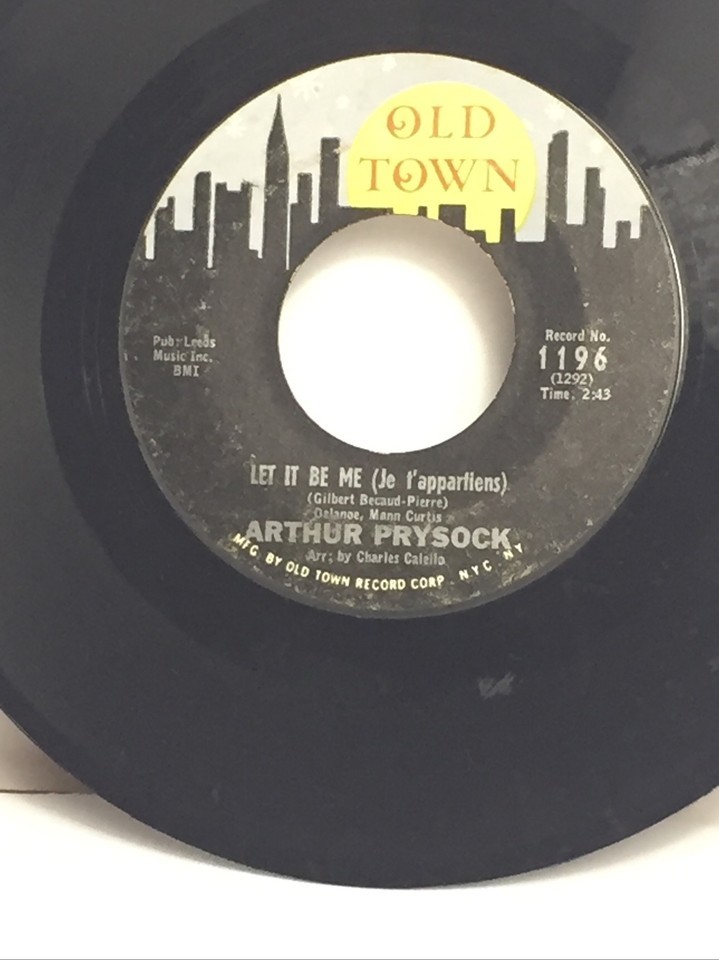 OLD
TOWN
Pub: Leeds
Music Inc.
BMI
Record No.
1196
(1292)
Time. 2:43
LET IT BE ME (Je t'appartiens)
(Gilbert Becaud-Pierre)
Delanoe, Mann Curtis
ARTHUR PRYSOCK
Arr: by Charles Calello
MFG. BY OLD TOWN RECORD CORP. N.Y.C. N.Y.